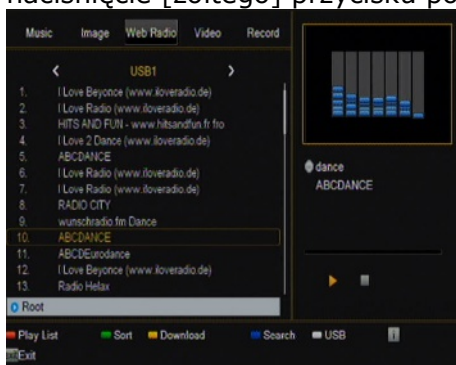 naciśnięcie [żółtego] przycisku po
Music Image Web Radio Video Record
USB1
1. I Love Beyonce (www.iloveradio.de)
2. I Love Radio (www.iloveradio.de)
3. HITS AND FUN - www.hitsandfun.fr fro
4. I Love 2 Dance (www.iloveradio.de)
5. ABCDANCE
6. I Love Radio (www.iloveradio.de)
7. I Love Radio (www.iloveradio.de)
8. RADIO CITY
9. wunschradio.fm Dance
10. ABCDANCE
11. ABCDEurodance
12. I Love Beyonce (www.iloveradio.de)
13. Radio Helax
Root
dance
ABCDANCE
Play List Sort Download Search USB i
Exit